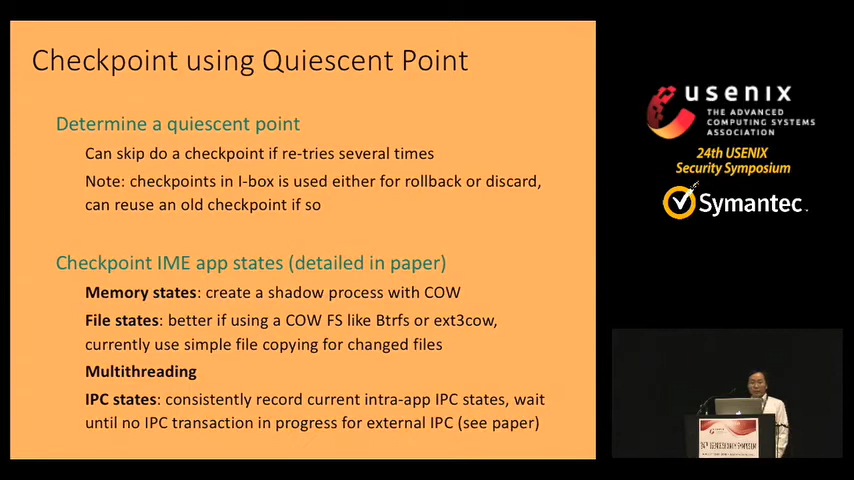 Checkpoint using Quiescent Point
Determine a quiescent point
Can skip do a checkpoint if re-tries several times
Note: checkpoints in I-box is used either for rollback or discard,
can reuse an old checkpoint if so
Checkpoint IME app states (detailed in paper)
Memory states: create a shadow process with COW
File states: better if using a COW FS like Btrfs or ext3cow,
currently use simple file copying for changed files
Multithreading
IPC states: consistently record current intra-app IPC states, wait
until no IPC transaction in progress for external IPC (see paper)
usenix
THE ADVANCED
COMPUTING SYSTEMS
ASSOCIATION
24th USENIX
Security Symposium
Symantec.